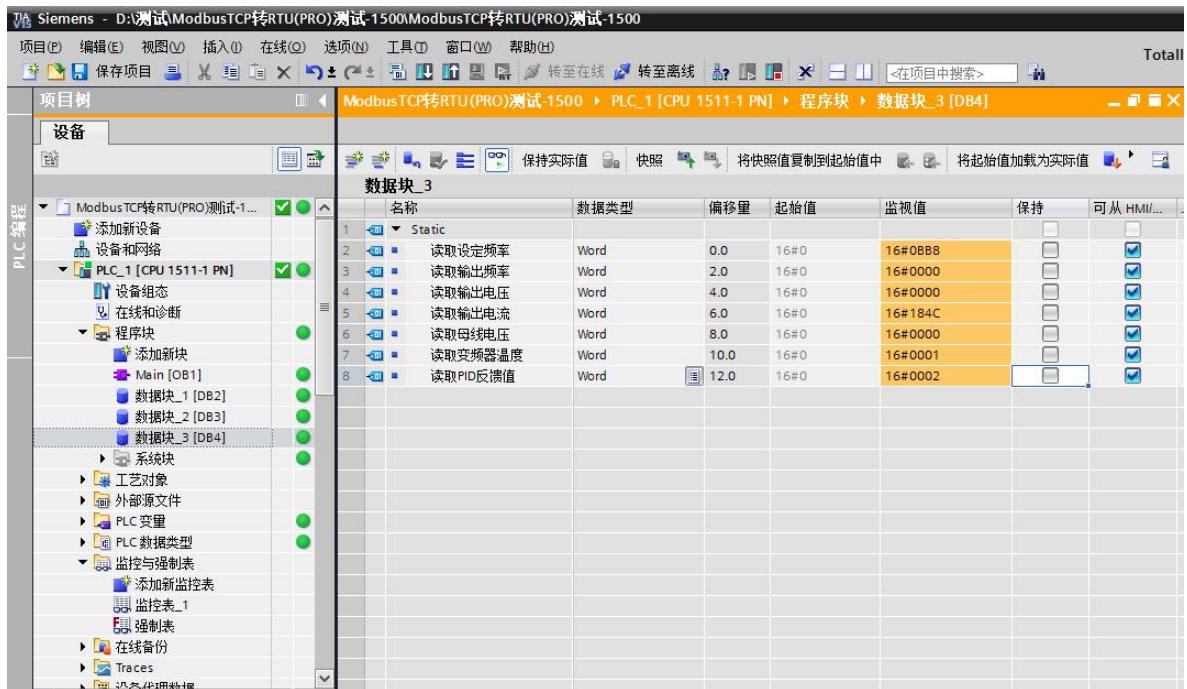 Siemens - D:\测试\ModbusTCP转RTU(PRO)测试-1500\ModbusTCP转RTU(PRO)测试-1500
项目(P) 编辑(E) 视图(V) 插入(I) 在线(O) 选项(N) 工具(T) 窗口(W) 帮助(H)
Totall
保存项目 转至在线 转至离线 <在项目中搜索>
项目树
ModbusTCP转RTU(PRO)测试-1500 PLC_1 [CPU 1511-1 PN] 程序块 数据块_3 [DB4]
设备
保持实际值 快照 将快照值复制到起始值中 将起始值加载为实际值
数据块_3
PLC 编程
ModbusTCP转RTU(PRO)测试-1...
添加新设备
设备和网络
PLC_1 [CPU 1511-1 PN]
设备组态
在线和诊断
程序块
添加新块
Main [OB1]
数据块_1 [DB2]
数据块_2 [DB3]
数据块_3 [DB4]
系统块
工艺对象
外部源文件
PLC 变量
PLC 数据类型
监控与强制表
添加新监控表
监控表_1
强制表
在线备份
Traces
设备代理数据
名称 数据类型 偏移量 起始值 监视值 保持 可从 HMI/...
1 Static
2 读取设定频率 Word 0.0 16#0 16#0BB8
3 读取输出频率 Word 2.0 16#0 16#0000
4 读取输出电压 Word 4.0 16#0 16#0000
5 读取输出电流 Word 6.0 16#0 16#184C
6 读取母线电压 Word 8.0 16#0 16#0000
7 读取变频器温度 Word 10.0 16#0 16#0001
8 读取PID反馈值 Word 12.0 16#0 16#0002